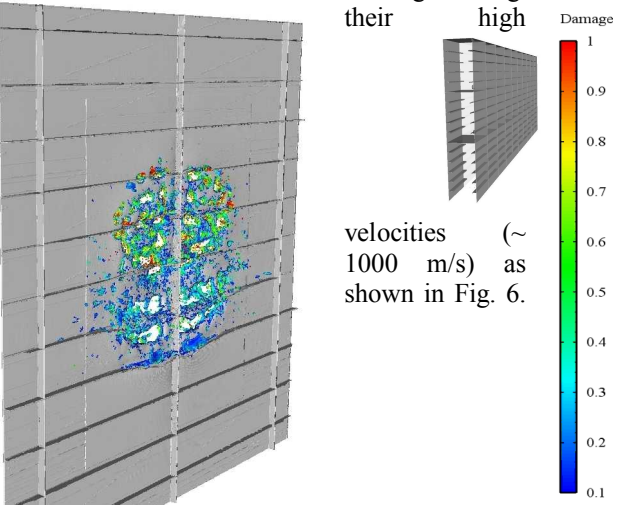 their high
velocities (~
1000 m/s) as
shown in Fig. 6.
Damage
1
0.9
0.8
0.7
0.6
0.5
0.4
0.3
0.2
0.1